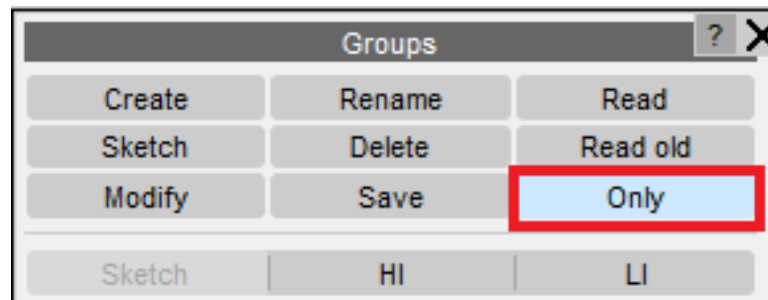 Groups ?
Create Rename Read
Sketch Delete Read old
Modify Save Only
Sketch HI LI